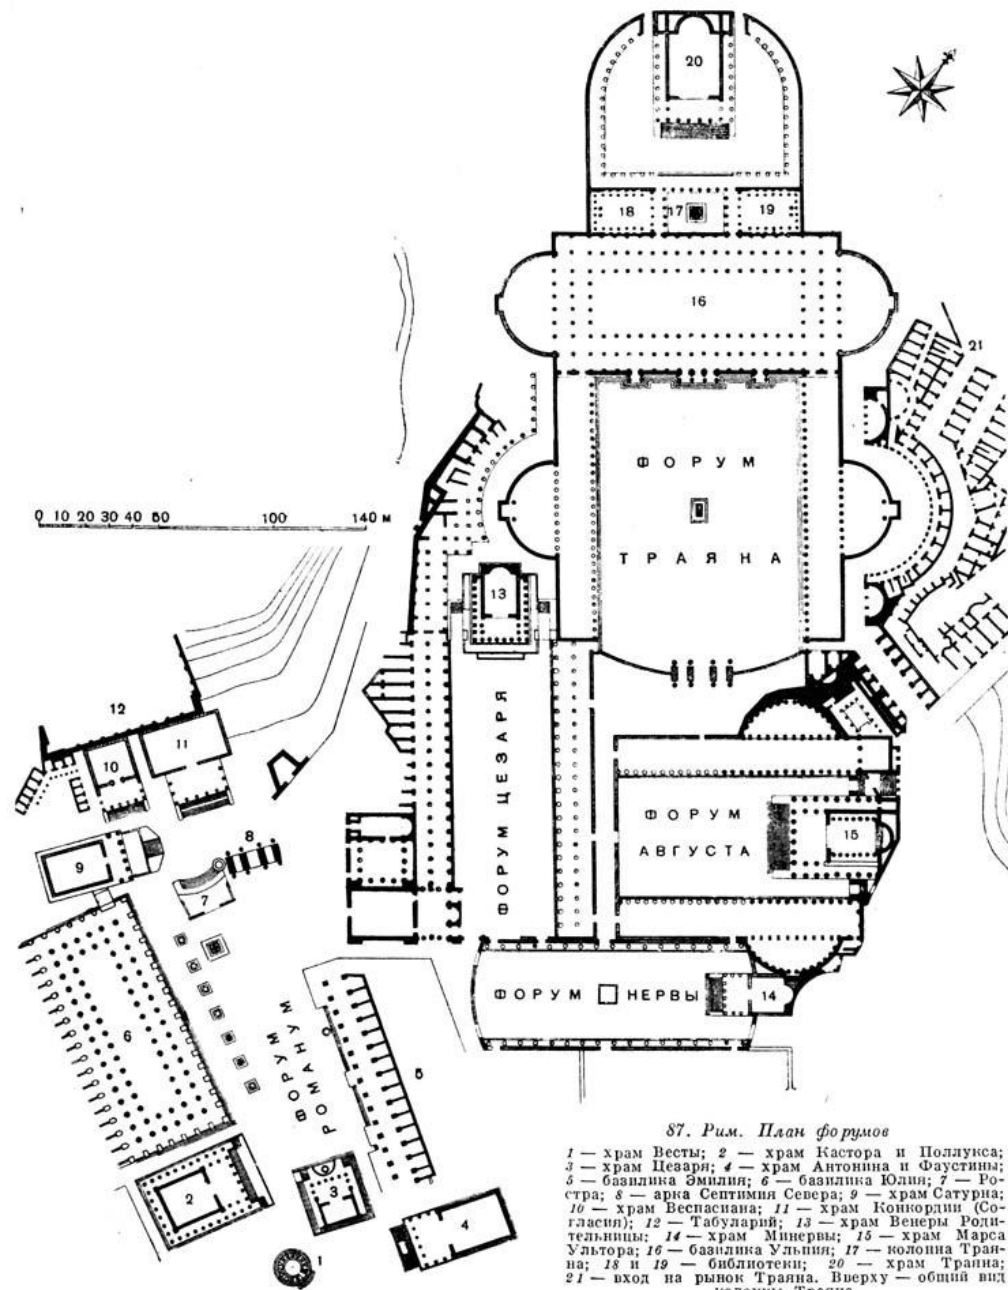 20
18
17
19
16
21
ФОРУМ
ТРАЯНА
0 10 20 30 40 50 100 140 м
13
12
11
10
ФОРУМ ЦЕЗАРЯ
ФОРУМ
АВГУСТА
15
9
8
7
ФОРУМ НЕРВЫ
14
6
ФОРУМ
РОМАНУМ
5
2
3
4
1
87. Рим. План форумов
1 — храм Весты; 2 — храм Кастора и Поллукса;
3 — храм Цезаря; 4 — храм Антонина и Фаустины;
5 — базилика Эмилия; 6 — базилика Юлия; 7 — Ро-
стра; 8 — арка Септимия Севера; 9 — храм Сатурна;
10 — храм Веспасиана; 11 — храм Конкордии (Со-
гласия); 12 — Табуларий; 13 — храм Венеры Роди-
тельницы; 14 — храм Минервы; 15 — храм Марса
Ультора; 16 — базилика Ульпия; 17 — колонна Трая-
на; 18 и 19 — библиотеки; 20 — храм Траяна;
21 — вход на рынок Траяна. Вверху — общий вид
колонны Траяна